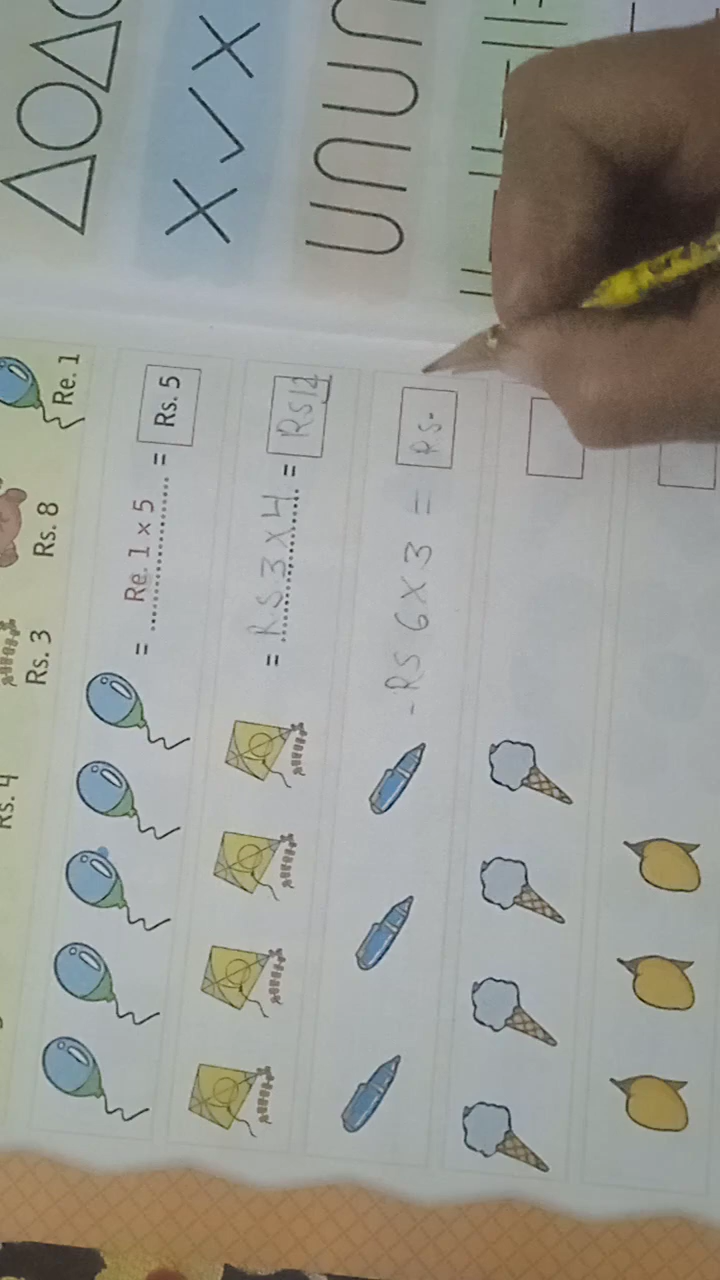 Rs. 4 Rs. 3 Rs. 8 Re. 1
= Re. 1 x 5 = Rs. 5
= Rs. 3 x 4 = Rs 12
- Rs 6 x 3 = Rs.